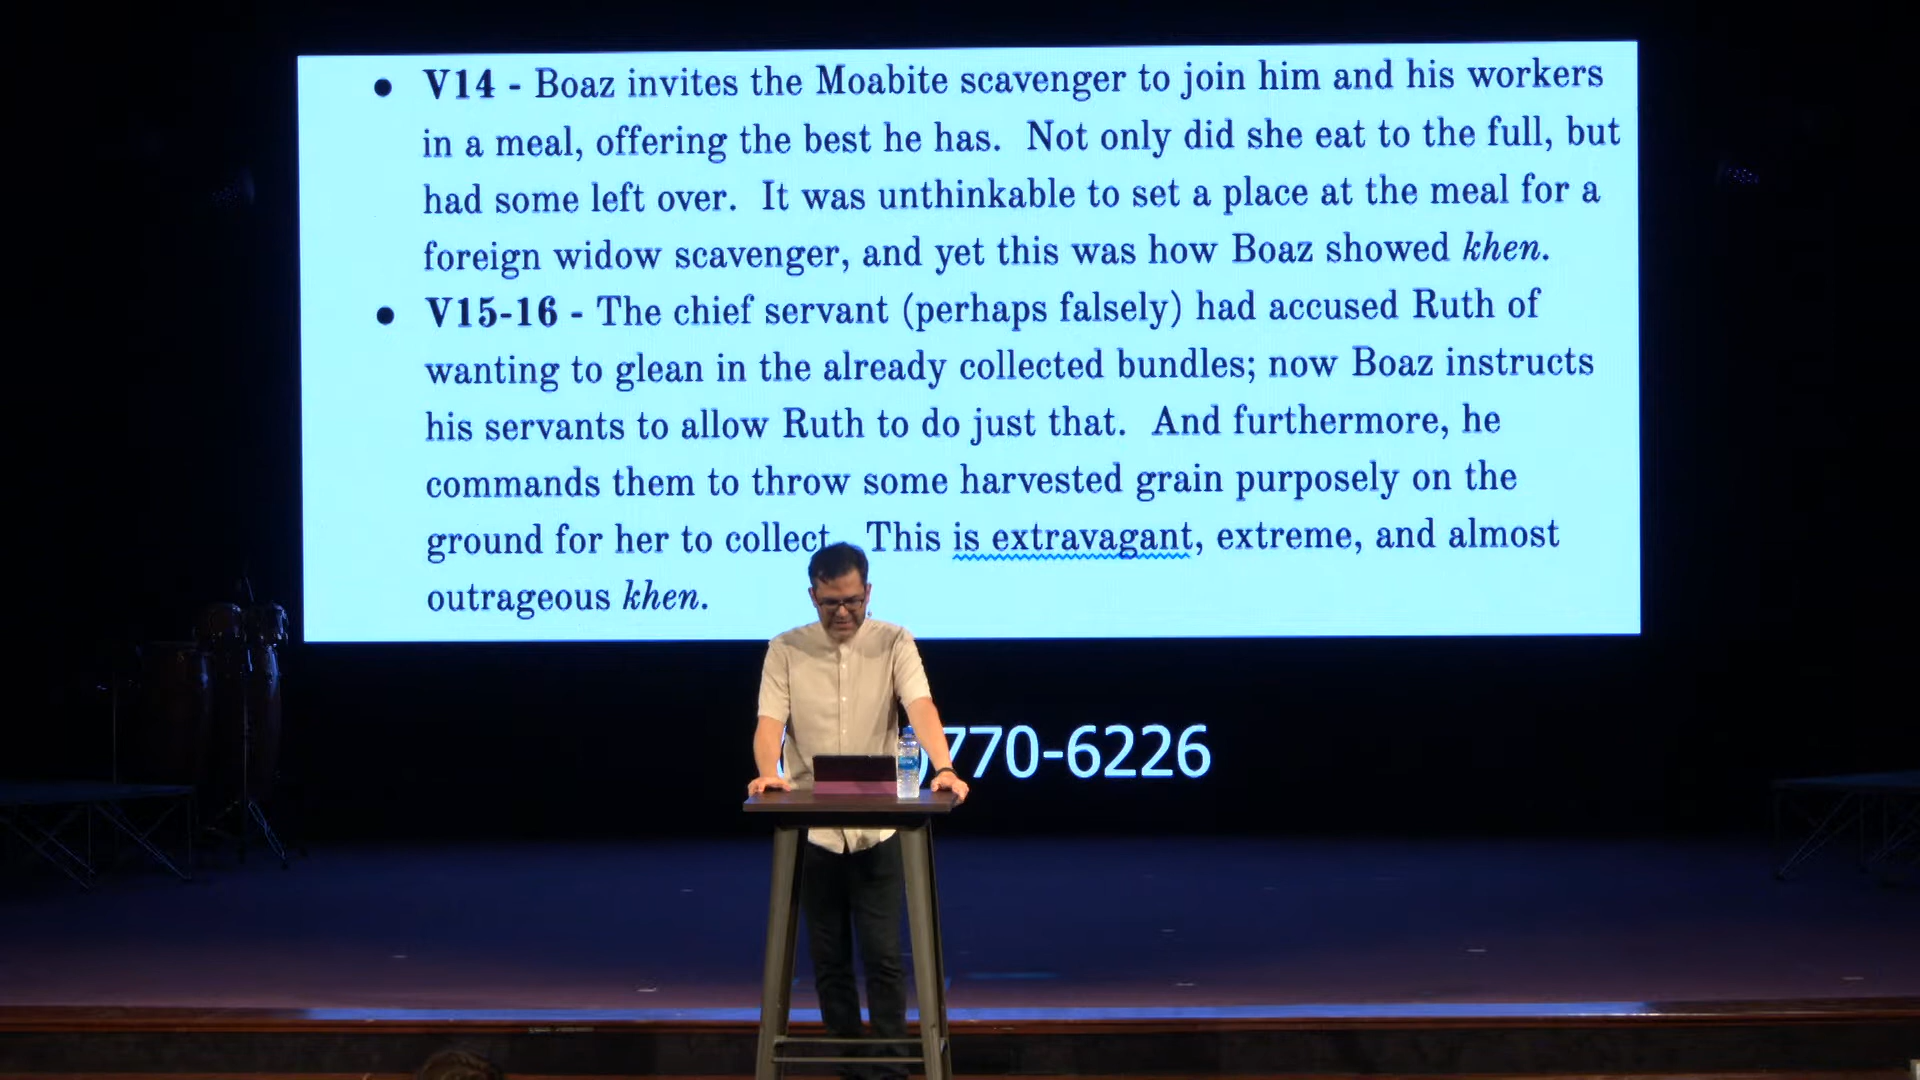 • V14 - Boaz invites the Moabite scavenger to join him and his workers
in a meal, offering the best he has. Not only did she eat to the full, but
had some left over. It was unthinkable to set a place at the meal for a
foreign widow scavenger, and yet this was how Boaz showed khen.
• V15-16 - The chief servant (perhaps falsely) had accused Ruth of
wanting to glean in the already collected bundles; now Boaz instructs
his servants to allow Ruth to do just that. And furthermore, he
commands them to throw some harvested grain purposely on the
ground for her to collect. This is extravagant, extreme, and almost
outrageous khen.
770-6226